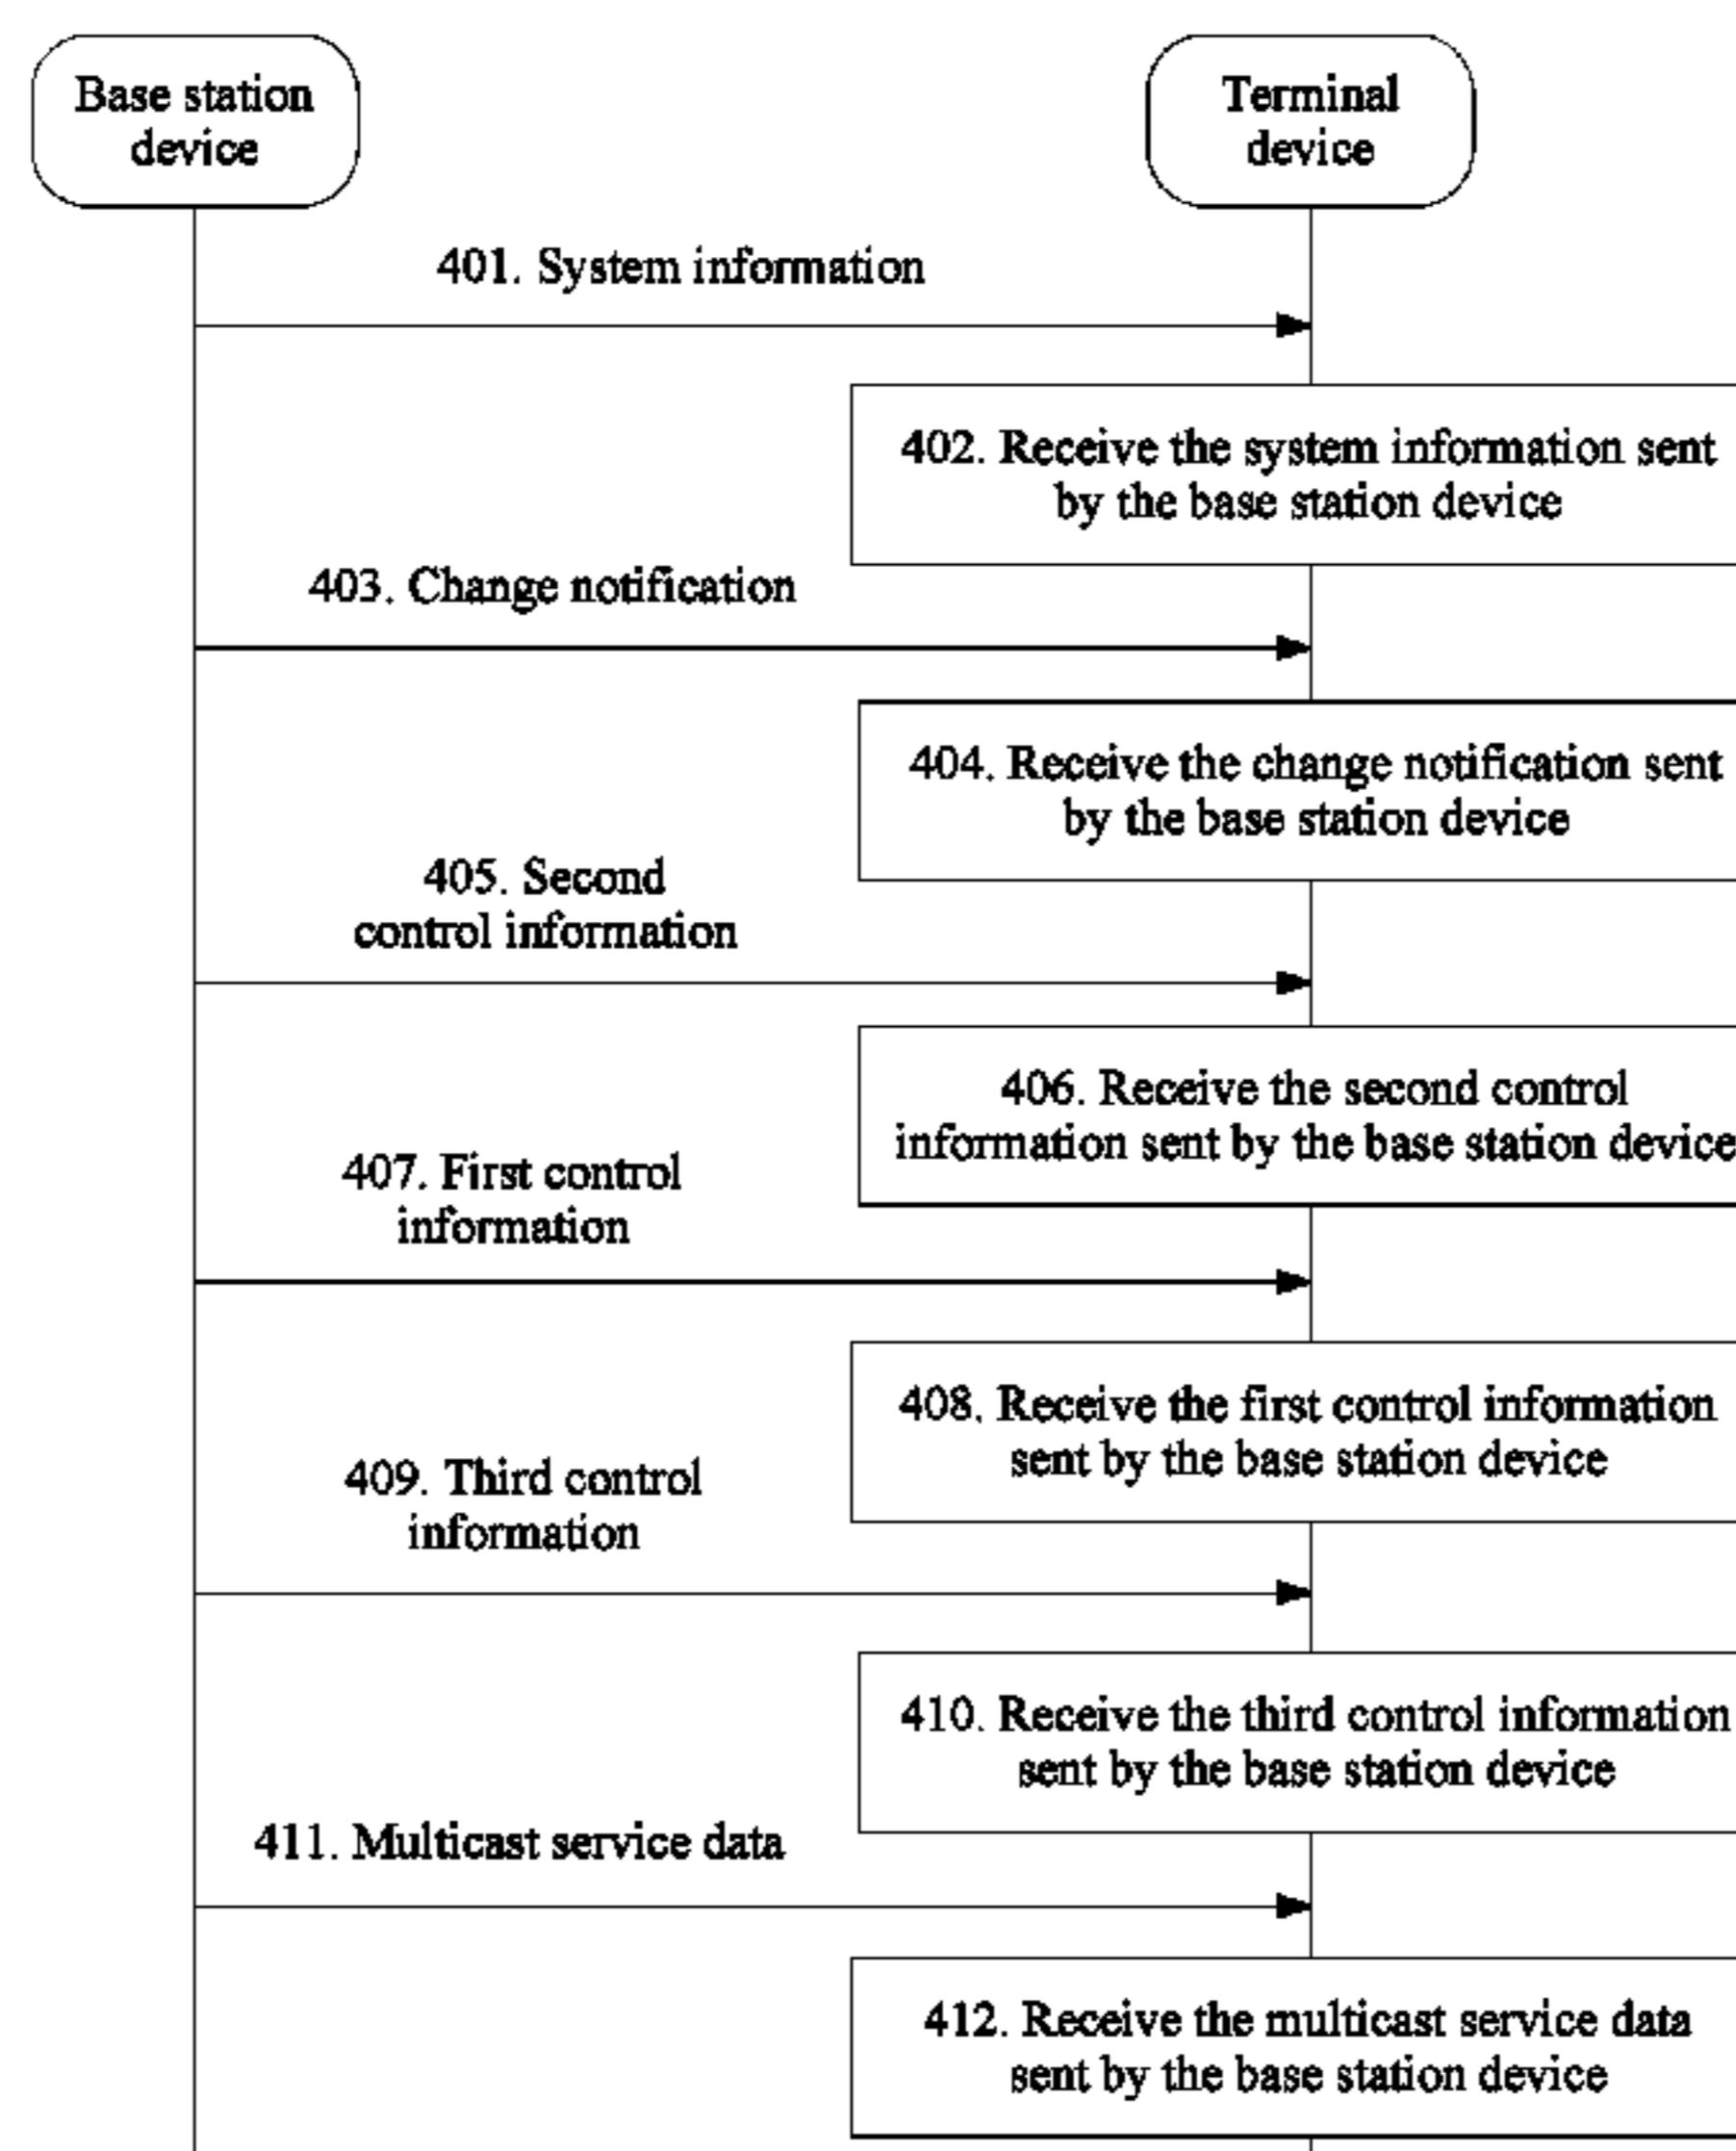 Base station
device
Terminal
device
401. System information
402. Receive the system information sent
by the base station device
403. Change notification
404. Receive the change notification sent
by the base station device
405. Second
control information
406. Receive the second control
information sent by the base station device
407. First control
information
408. Receive the first control information
sent by the base station device
409. Third control
information
410. Receive the third control information
sent by the base station device
411. Multicast service data
412. Receive the multicast service data
sent by the base station device